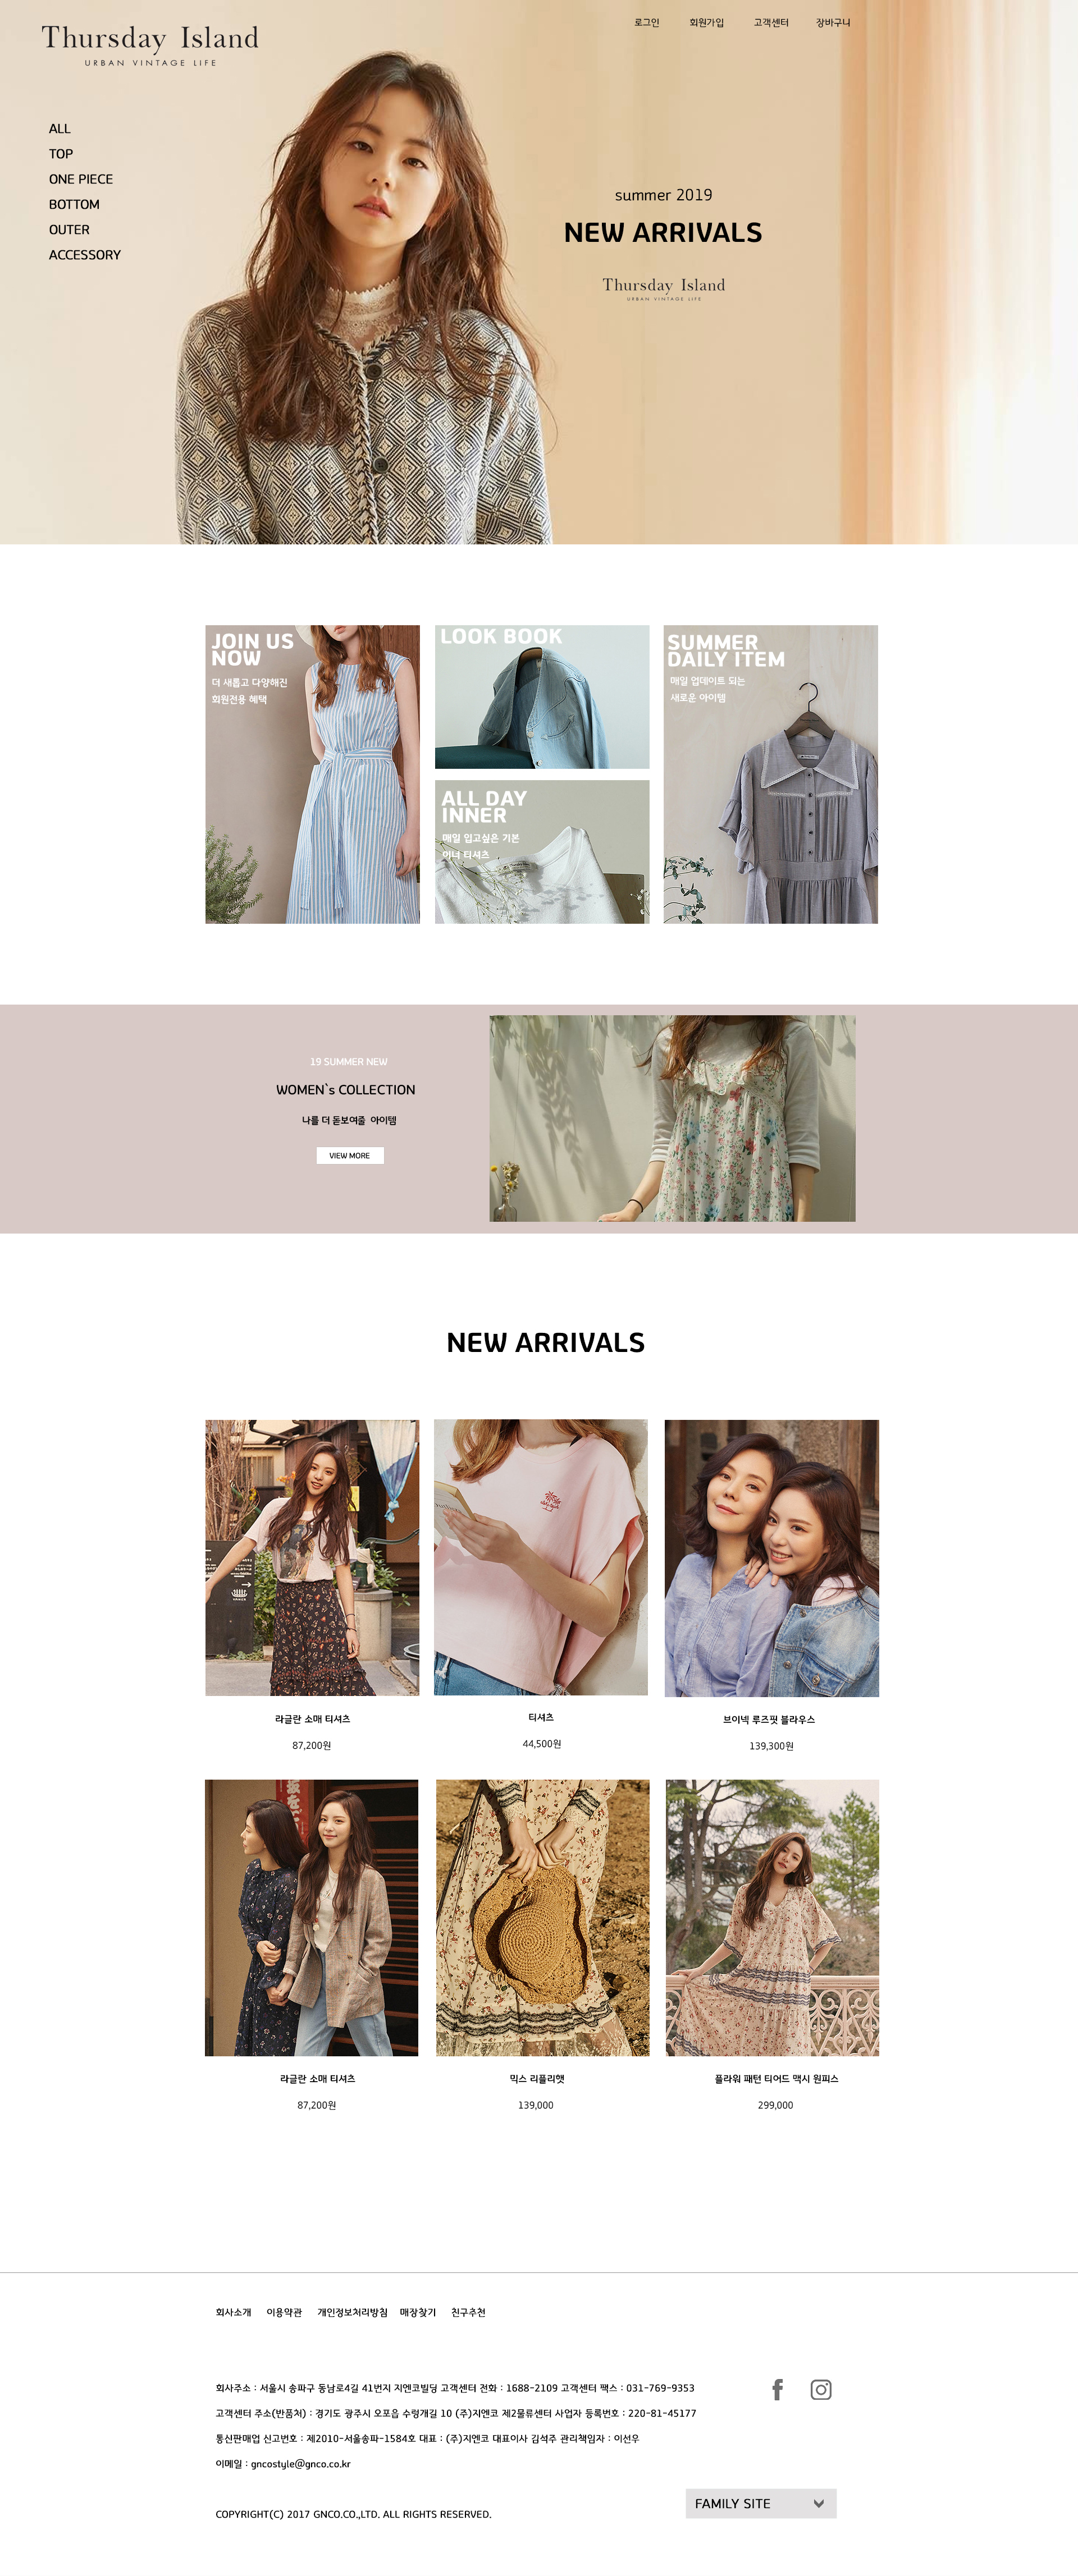 Thursday Island
URBAN VINTAGE LIFE
로그인 회원가입 고객센터 장바구니
ALL
TOP
ONE PIECE
BOTTOM
OUTER
ACCESSORY
summer 2019
NEW ARRIVALS
Thursday Island
URBAN VINTAGE LIFE
JOIN US
NOW
더 새롭고 다양해진
회원전용 혜택
LOOK BOOK
ALL DAY
INNER
매일 입고싶은 기본
이너 티셔츠
SUMMER
DAILY ITEM
매일 업데이트 되는
새로운 아이템
19 SUMMER NEW
WOMEN`s COLLECTION
나를 더 돋보여줄 아이템
VIEW MORE
NEW ARRIVALS
라글란 소매 티셔츠
87,200원
티셔츠
44,500원
브이넥 루즈핏 블라우스
139,300원
라글란 소매 티셔츠
87,200원
믹스 리플리햇
139,000
플라워 패턴 티어드 맥시 원피스
299,000
회사소개 이용약관 개인정보처리방침 매장찾기 친구추천
회사주소 : 서울시 송파구 동남로4길 41번지 지엔코빌딩 고객센터 전화 : 1688-2109 고객센터 팩스 : 031-769-9353
고객센터 주소(반품처) : 경기도 광주시 오포읍 수렁개길 10 (주)지엔코 제2물류센터 사업자 등록번호 : 220-81-45177
통신판매업 신고번호 : 제2010-서울송파-1584호 대표 : (주)지엔코 대표이사 김석주 관리책임자 : 이선우
이메일 : gncostyle@gnco.co.kr
COPYRIGHT(C) 2017 GNCO.CO.,LTD. ALL RIGHTS RESERVED.
FAMILY SITE